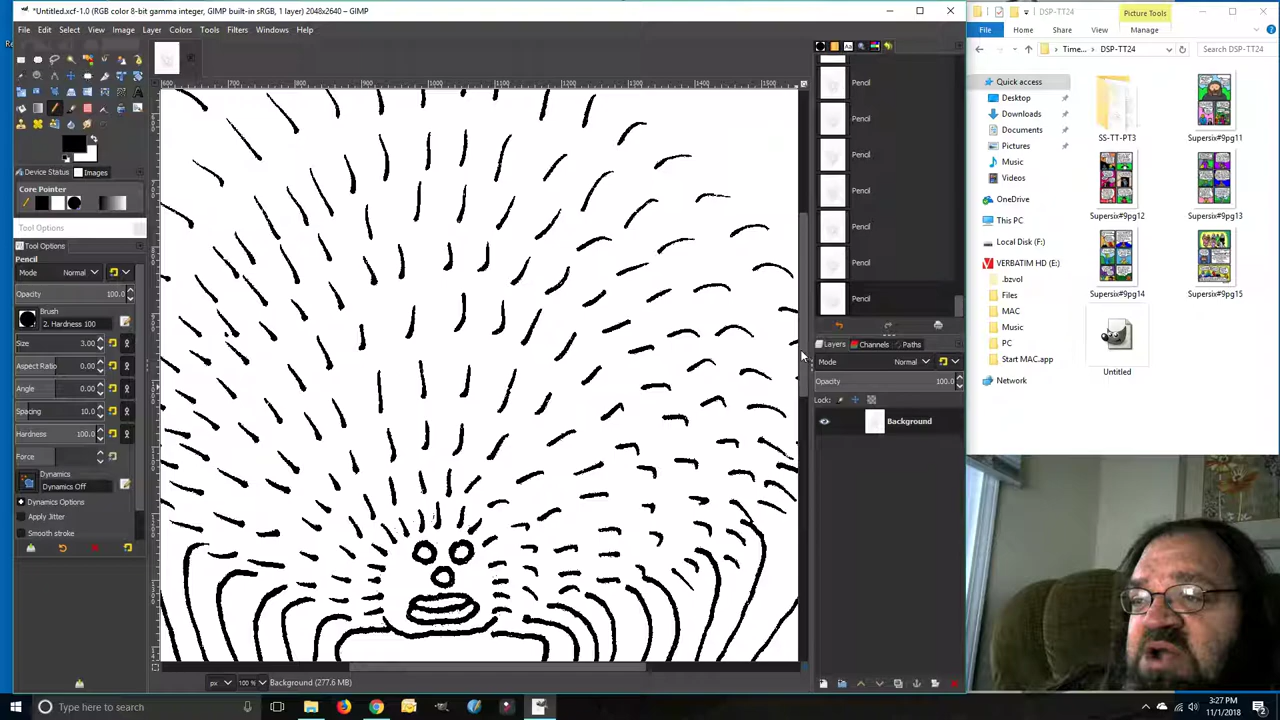 *Untitled.xcf-1.0 (RGB color 8-bit gamma integer, GIMP built-in sRGB, 1 layer) 2048x2640 – GIMP
File Edit Select View Image Layer Colors Tools Filters Windows Help
Device Status Images
Core Pointer
Tool Options
Tool Options
Pencil
Mode Normal
Opacity 100.0
Brush
2. Hardness 100
Size 3.00
Aspect Ratio 0.00
Angle 0.00
Spacing 10.0
Hardness 100.0
Force
Dynamics
Dynamics Off
Dynamics Options
Apply Jitter
Smooth stroke
px 100 % Background (277.6 MB)
Pencil
Pencil
Pencil
Pencil
Pencil
Pencil
Pencil
Layers Channels Paths
Mode Normal
Opacity 100.0
Lock:
Background
DSP-TT24
Picture Tools
File Home Share View Manage
Time... DSP-TT24 Search DSP-TT24
Quick access
Desktop
Downloads
Documents
Pictures
Music
Videos
OneDrive
This PC
Local Disk (F:)
VERBATIM HD (E:)
.bzvol
Files
MAC
Music
PC
Start MAC.app
Network
SS-TT-PT3
Supersix#9pg11
Supersix#9pg12
Supersix#9pg13
Supersix#9pg14
Supersix#9pg15
Untitled
Type here to search
3:27 PM
11/1/2018